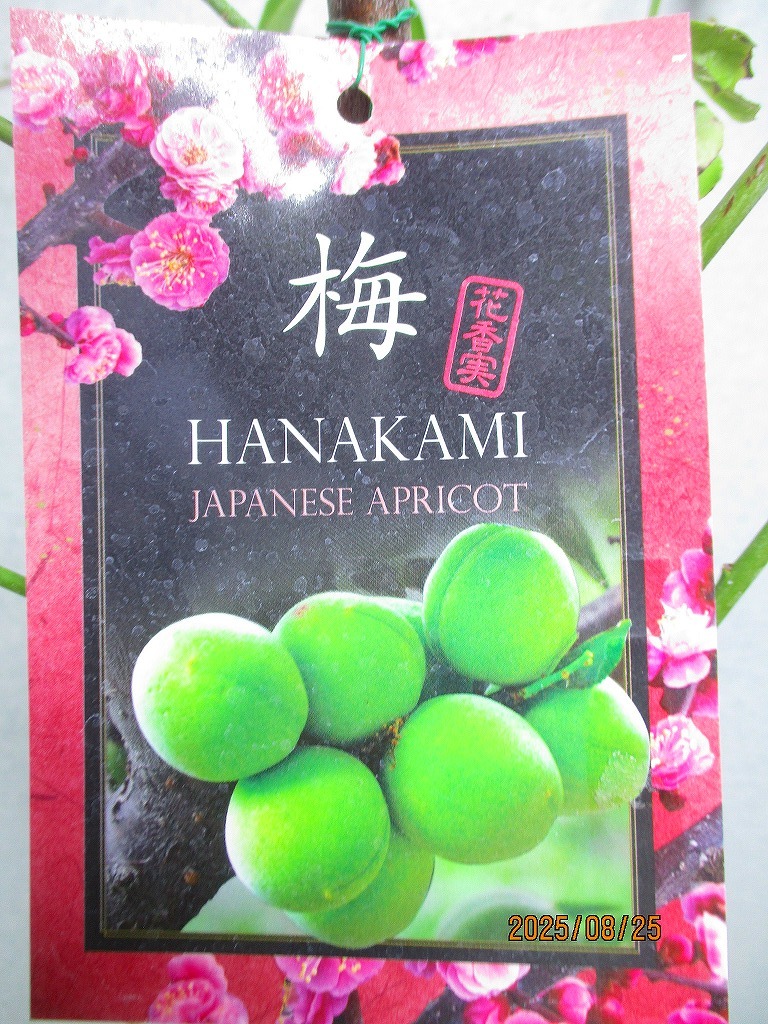 梅
花香実
HANAKAMI
JAPANESE APRICOT
2025/08/25